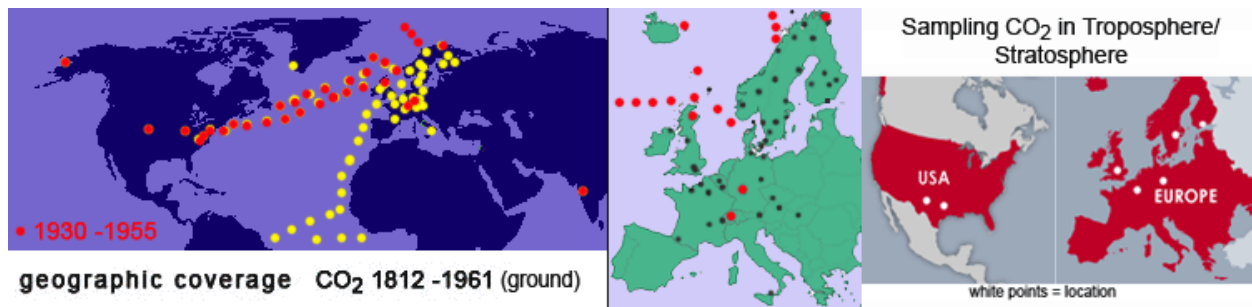 1930 -1955
geographic coverage CO2 1812 -1961 (ground)
Sampling CO2 in Troposphere/
Stratosphere
USA
EUROPE
white points = location